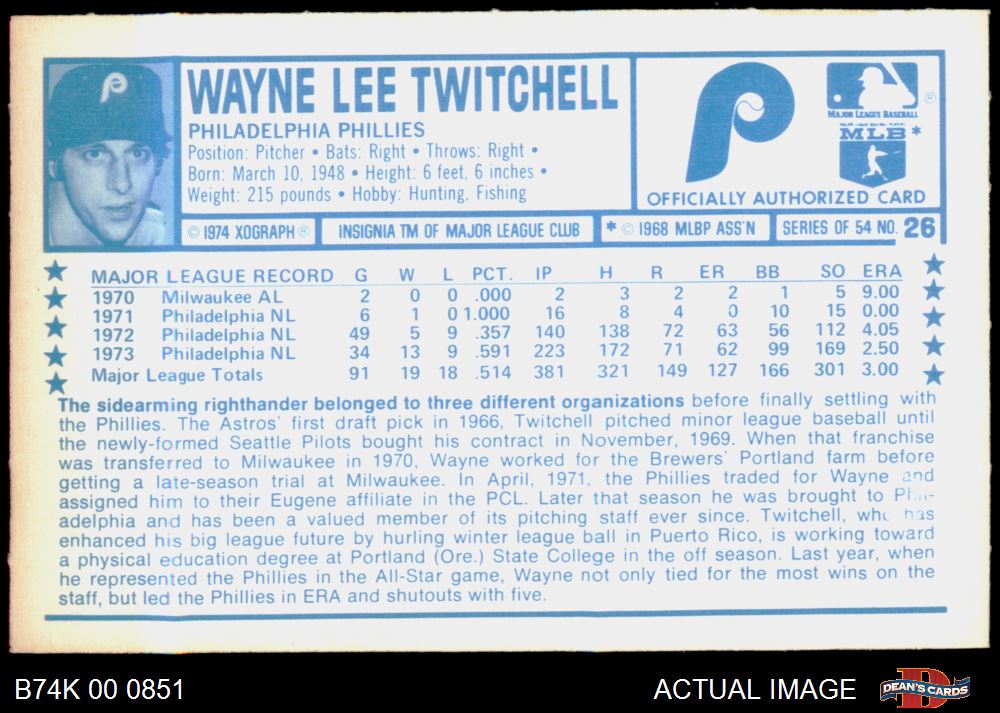 WAYNE LEE TWITCHELL
PHILADELPHIA PHILLIES
Position: Pitcher • Bats: Right • Throws: Right •
Born: March 10, 1948 • Height: 6 feet, 6 inches •
Weight: 215 pounds • Hobby: Hunting, Fishing
P
P
MAJOR LEAGUE BASEBALL ®
MAJOR LEAGUE BASEBALL PLAYERS
MLB *
OFFICIALLY AUTHORIZED CARD
© 1974 XOGRAPH ® INSIGNIA TM OF MAJOR LEAGUE CLUB * © 1968 MLBP ASS'N SERIES OF 54 NO. 26
MAJOR LEAGUE RECORD G W L PCT. IP H R ER BB SO ERA
1970 Milwaukee AL 2 0 0 .000 2 3 2 2 1 5 9.00
1971 Philadelphia NL 6 1 0 1.000 16 8 4 0 10 15 0.00
1972 Philadelphia NL 49 5 9 .357 140 138 72 63 56 112 4.05
1973 Philadelphia NL 34 13 9 .591 223 172 71 62 99 169 2.50
Major League Totals 91 19 18 .514 381 321 149 127 166 301 3.00
The sidearming righthander belonged to three different organizations before finally settling with
the Phillies. The Astros' first draft pick in 1966, Twitchell pitched minor league baseball until
the newly-formed Seattle Pilots bought his contract in November, 1969. When that franchise
was transferred to Milwaukee in 1970, Wayne worked for the Brewers' Portland farm before
getting a late-season trial at Milwaukee. In April, 1971, the Phillies traded for Wayne and
assigned him to their Eugene affiliate in the PCL. Later that season he was brought to Phil-
adelphia and has been a valued member of its pitching staff ever since. Twitchell, who has
enhanced his big league future by hurling winter league ball in Puerto Rico, is working toward
a physical education degree at Portland (Ore.) State College in the off season. Last year, when
he represented the Phillies in the All-Star game, Wayne not only tied for the most wins on the
staff, but led the Phillies in ERA and shutouts with five.
B74K 00 0851 ACTUAL IMAGE DEAN'S CARDS